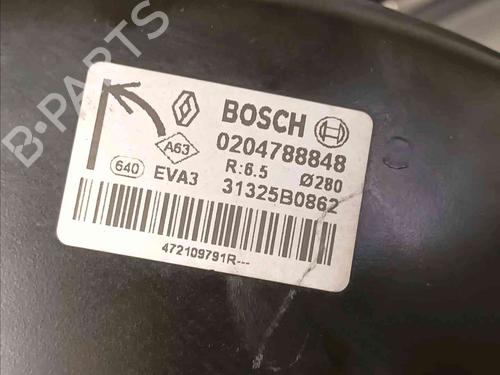 B-PARTS
BOSCH
A63
0204788848
R:6.5 Ø280
640 EVA3 31325B0862
472109791R---